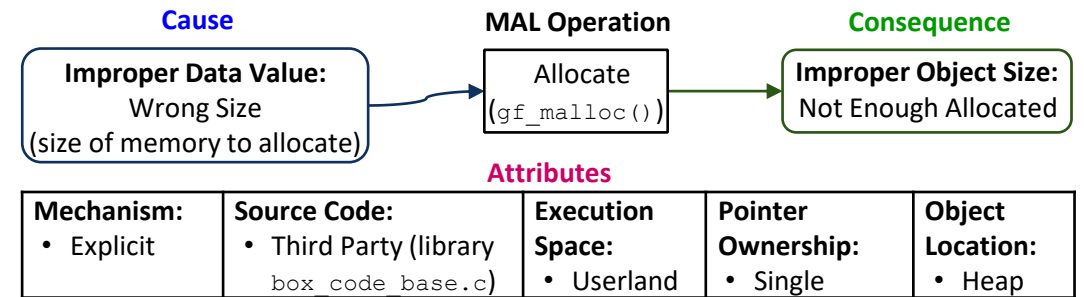 Cause
MAL Operation
Consequence
Improper Data Value:
Wrong Size
(size of memory to allocate)
Allocate
(gf_malloc())
Improper Object Size:
Not Enough Allocated
Attributes
Mechanism:
• Explicit
Source Code:
• Third Party (library
box_code_base.c)
Execution
Space:
• Userland
Pointer
Ownership:
• Single
Object
Location:
• Heap